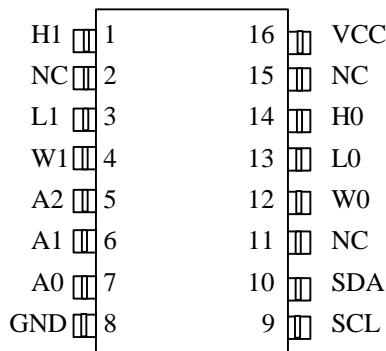 H1 1 16 VCC
NC 2 15 NC
L1 3 14 H0
W1 4 13 L0
A2 5 12 W0
A1 6 11 NC
A0 7 10 SDA
GND 8 9 SCL